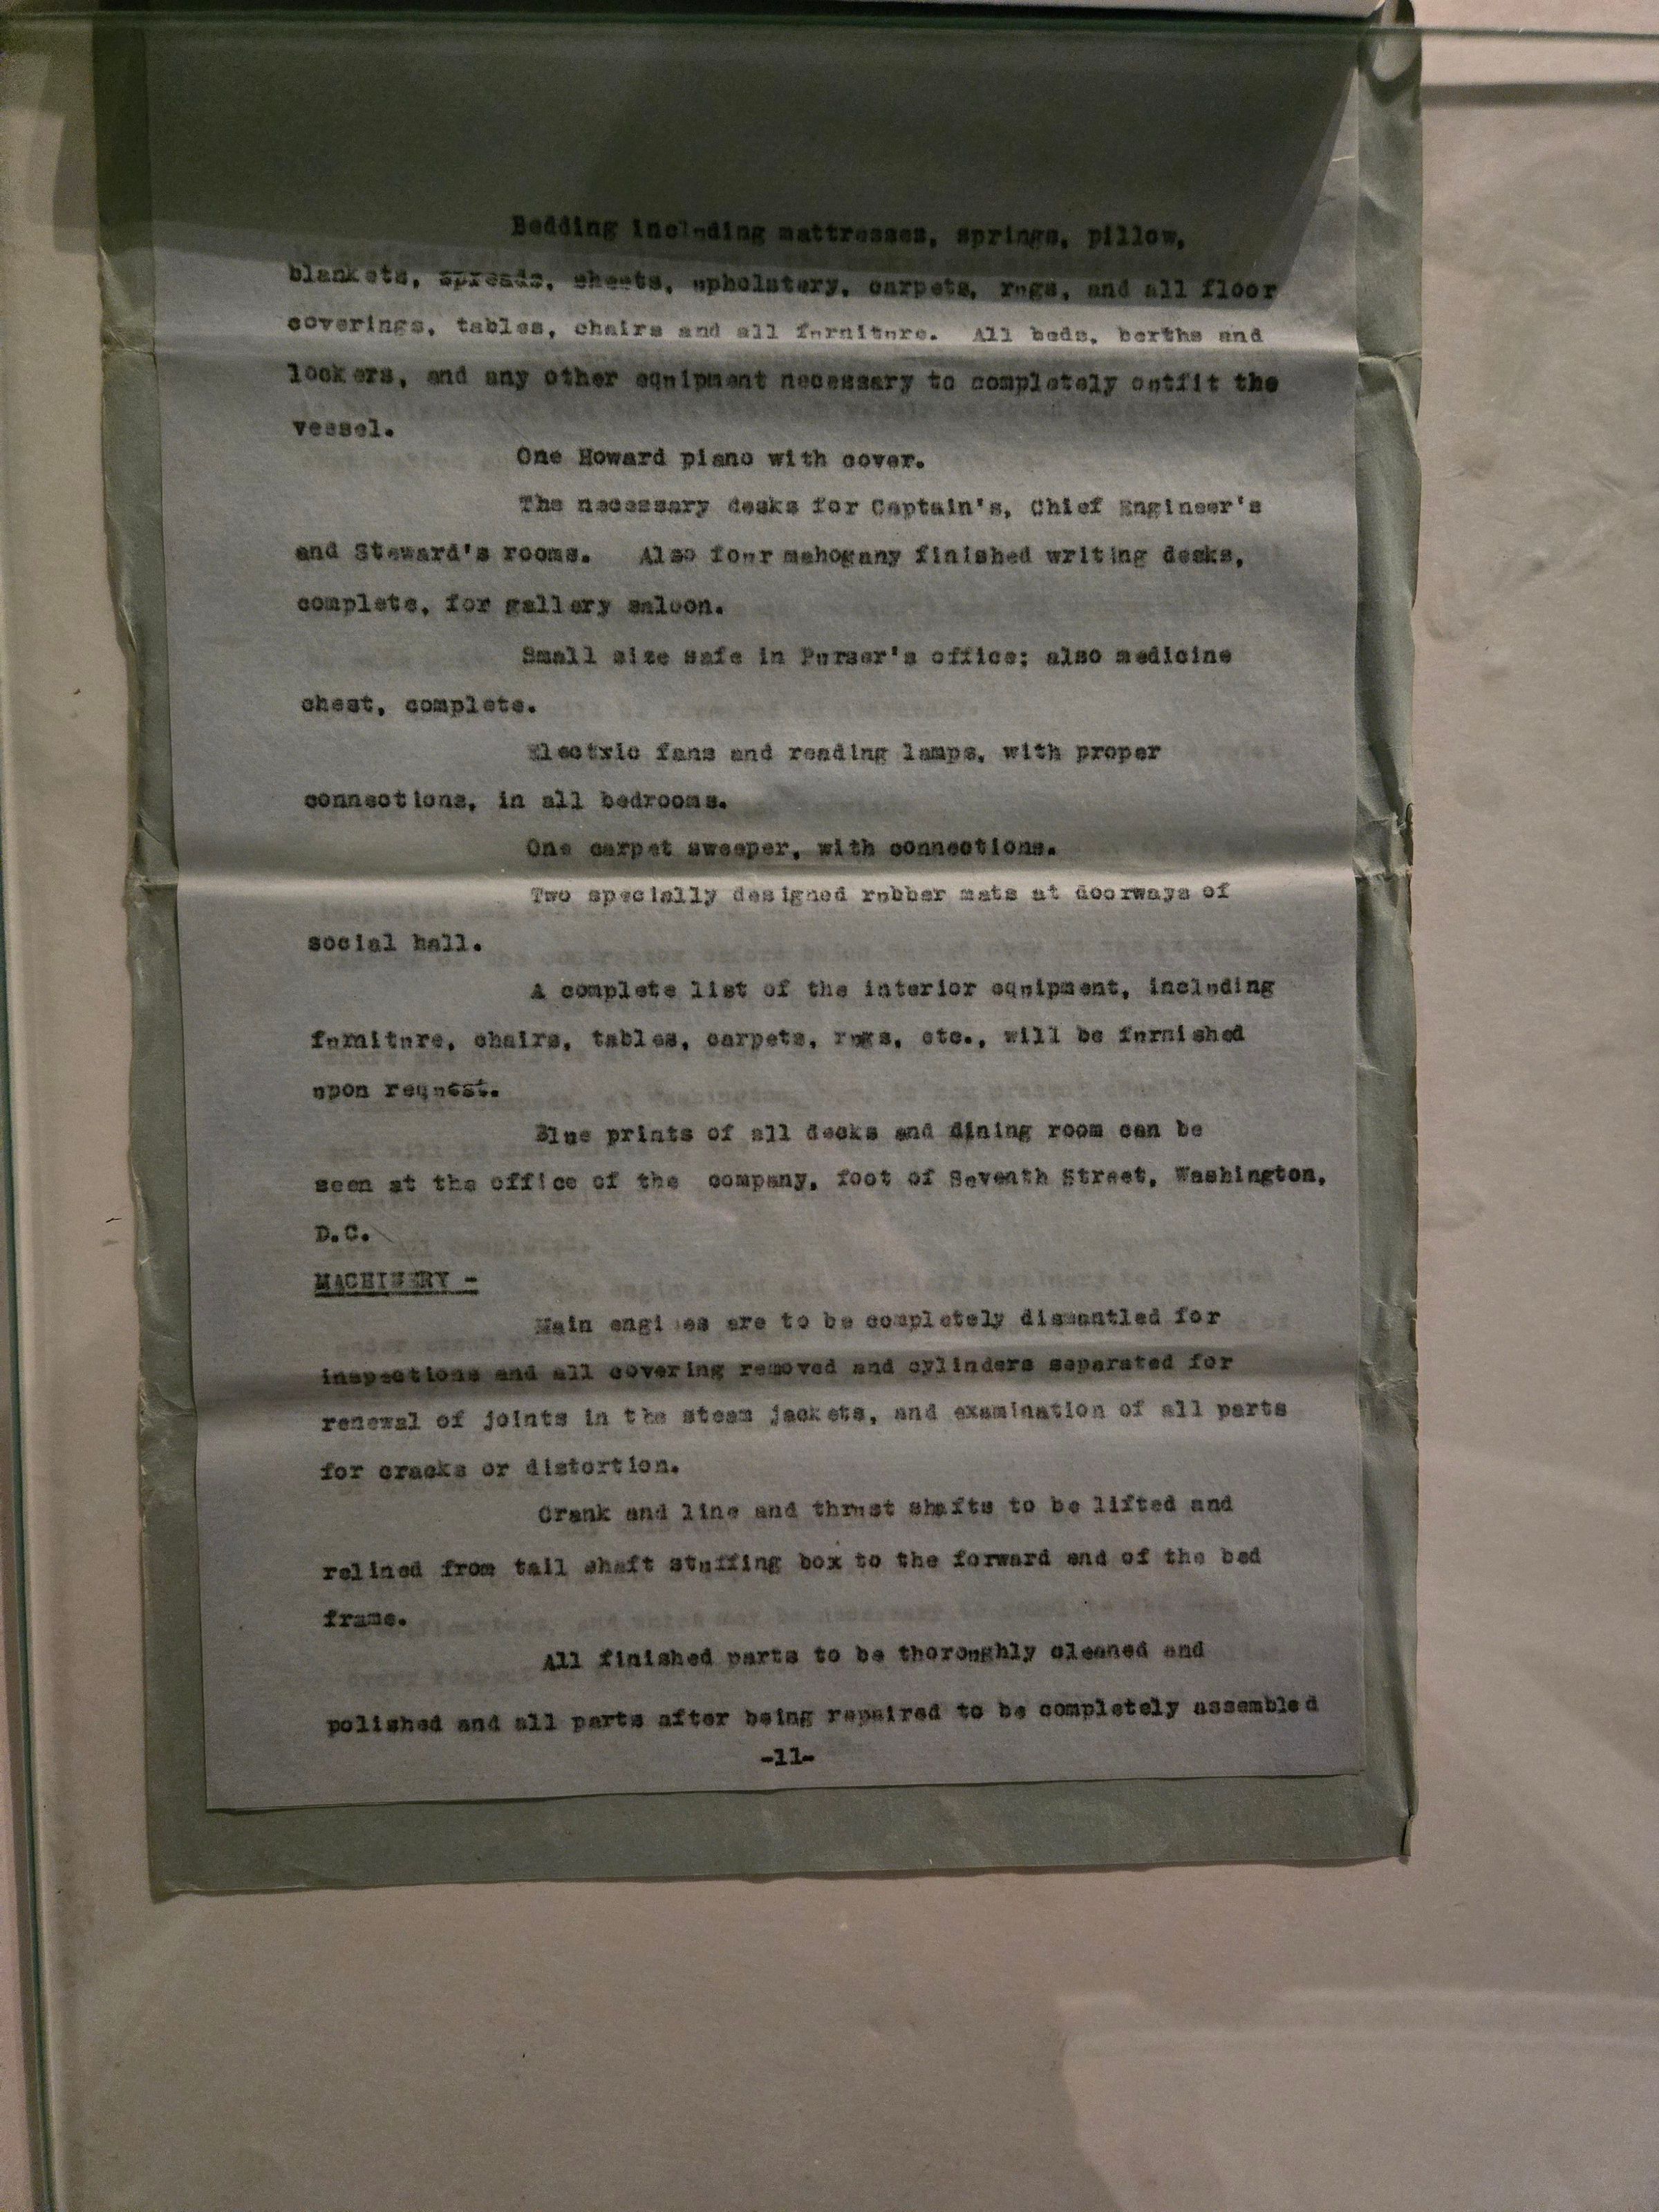 Bedding including mattresses, springs, pillow,
blankets, spreads, sheets, upholstery, carpets, rugs, and all floor
coverings, tables, chairs and all furniture. All beds, berths and
lockers, and any other equipment necessary to completely outfit the
vessel.
One Howard piano with cover.
The necessary desks for Captain's, Chief Engineer's
and Steward's rooms. Also four mahogany finished writing desks,
complete, for gallery saloon.
Small size safe in Purser's office; also medicine
chest, complete.
Electric fans and reading lamps, with proper
connections, in all bedrooms.
One carpet sweeper, with connections.
Two specially designed rubber mats at doorways of
social hall.
A complete list of the interior equipment, including
furniture, chairs, tables, carpets, rugs, etc., will be furnished
upon request.
Blue prints of all decks and dining room can be
seen at the office of the company, foot of Seventh Street, Washington,
D.C.
MACHINERY -
Main engines are to be completely dismantled for
inspections and all covering removed and cylinders separated for
renewal of joints in the steam jackets, and examination of all parts
for cracks or distortion.
Crank and line and thrust shafts to be lifted and
relined from tail shaft stuffing box to the forward end of the bed
frame.
All finished parts to be thoroughly cleaned and
polished and all parts after being repaired to be completely assembled
-11-